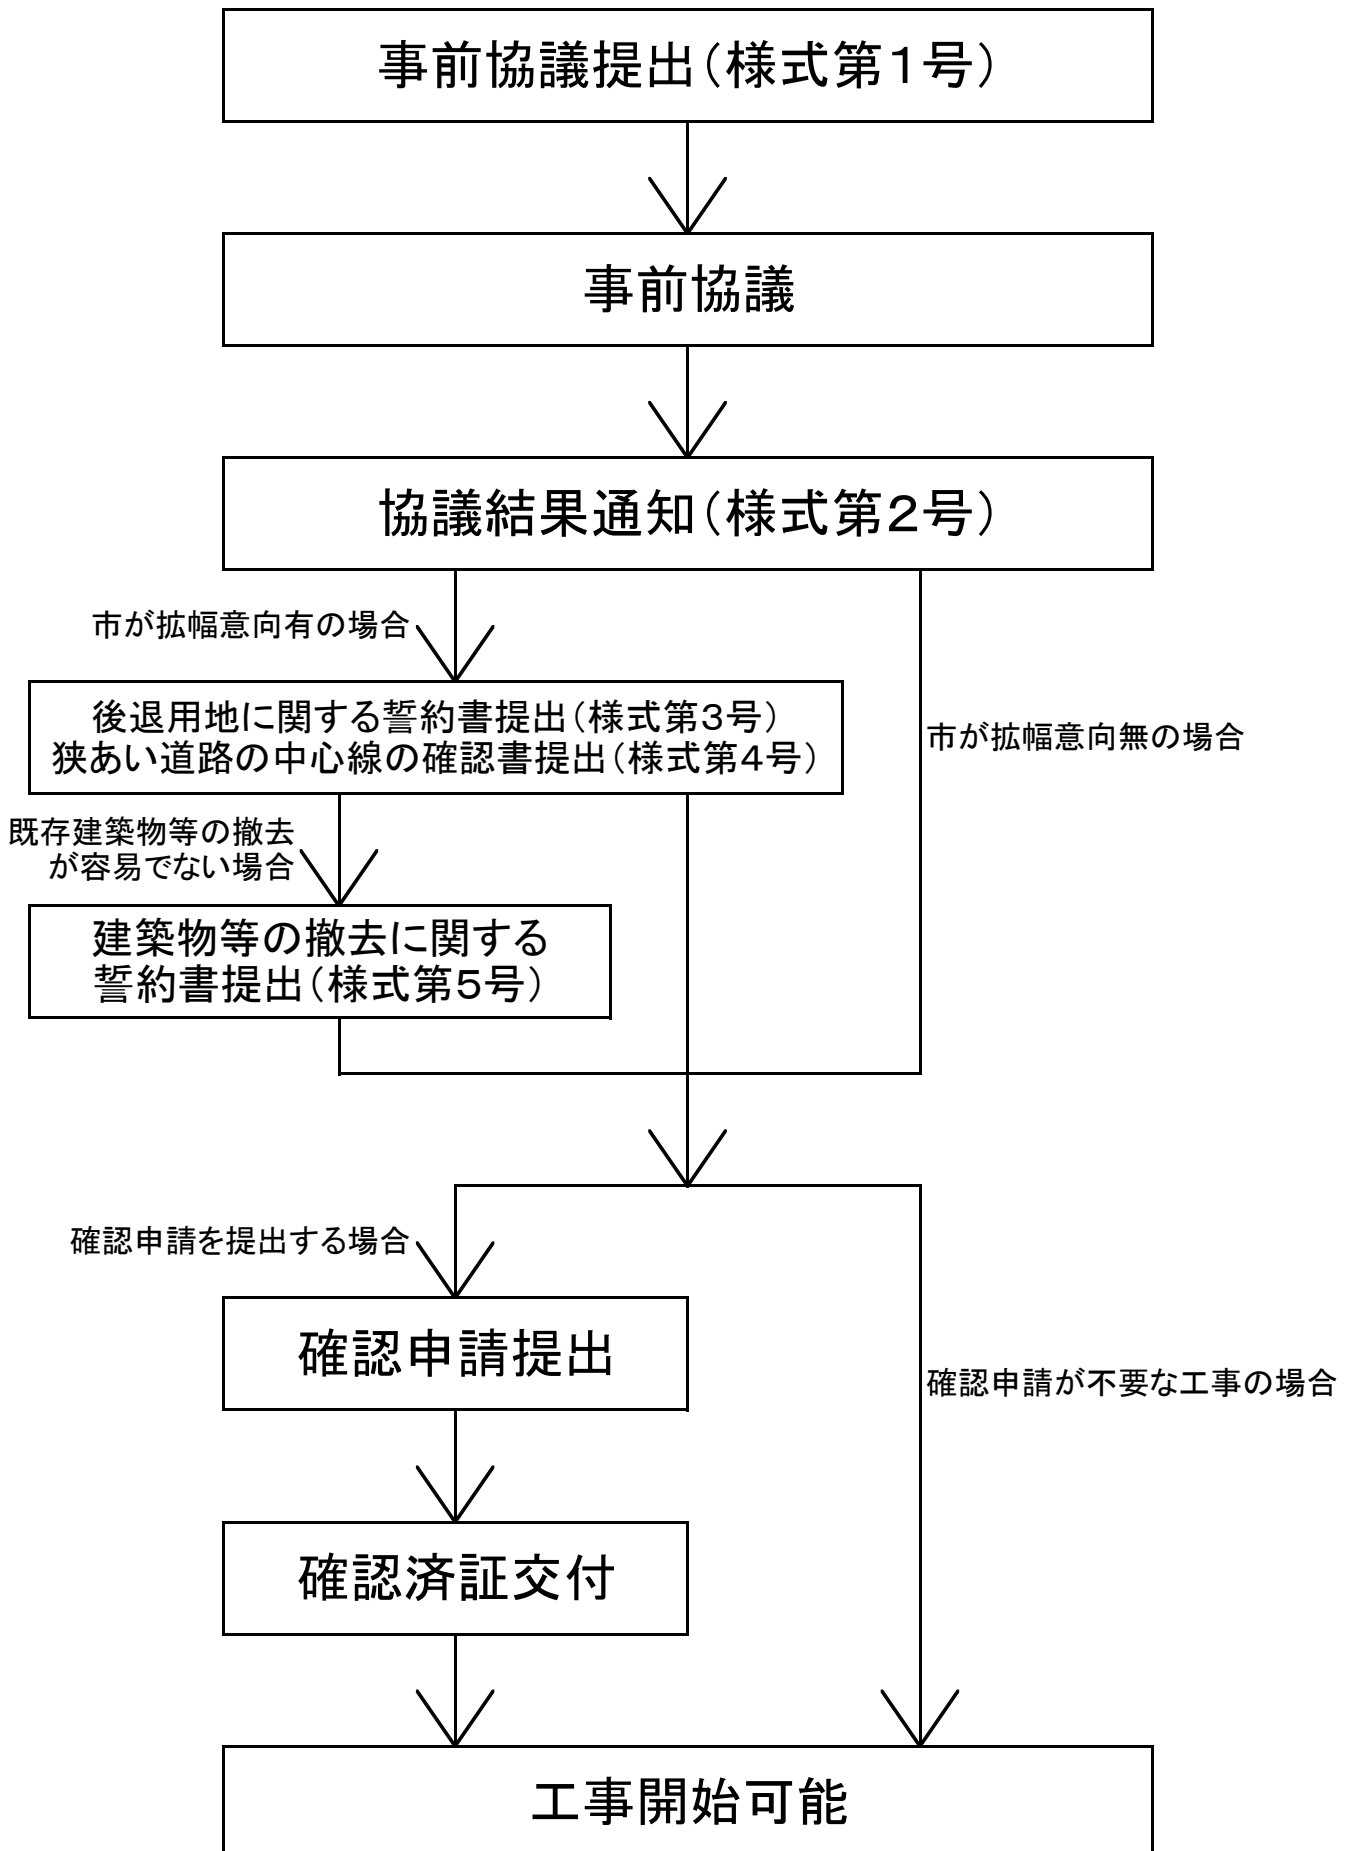 事前協議提出（様式第１号）
事前協議
協議結果通知（様式第２号）
市が拡幅意向有の場合
後退用地に関する誓約書提出（様式第３号）
狭あい道路の中心線の確認書提出（様式第４号）
市が拡幅意向無の場合
既存建築物等の撤去
が容易でない場合
建築物等の撤去に関する
誓約書提出（様式第５号）
確認申請を提出する場合
確認申請提出
確認申請が不要な工事の場合
確認済証交付
工事開始可能